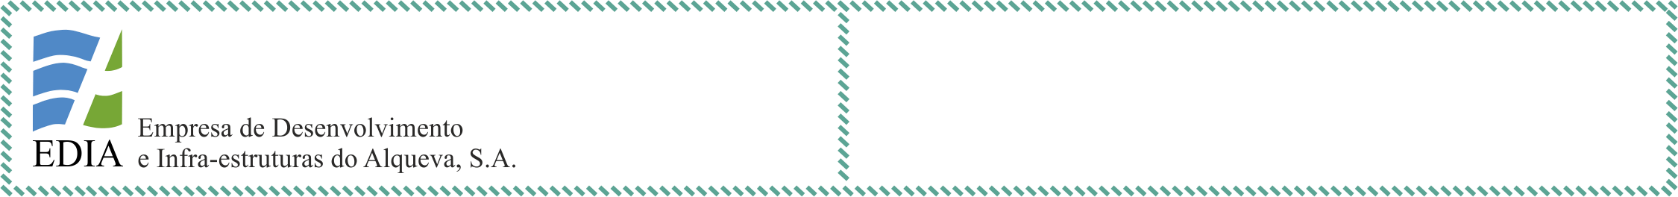 EDIA
Empresa de Desenvolvimento
e Infra-estruturas do Alqueva, S.A.